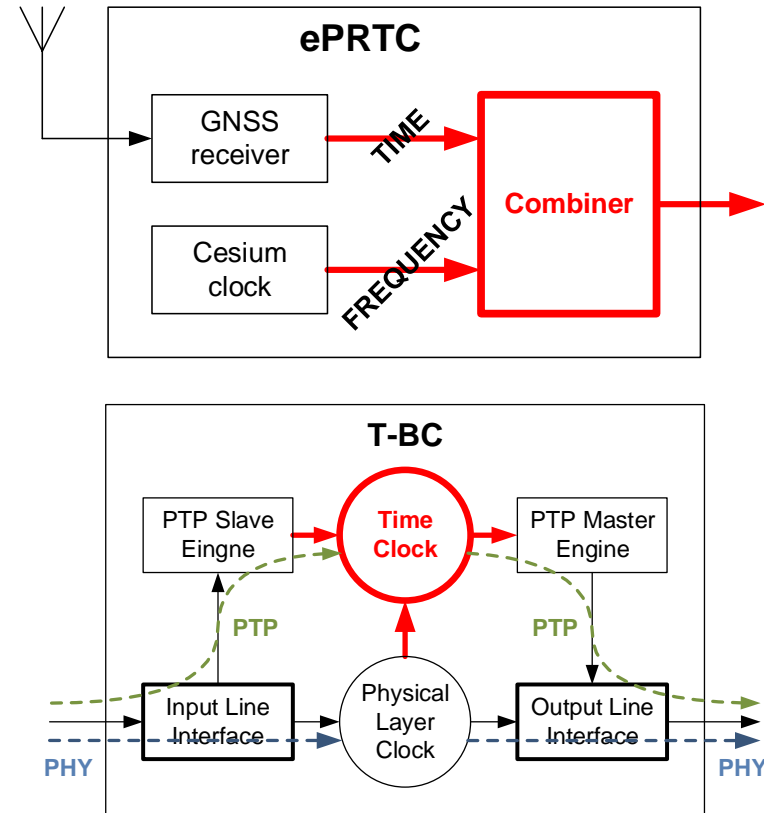 ePRTC
GNSS
receiver
TIME
Combiner
Cesium
clock
FREQUENCY
T-BC
PTP Slave
Eingne
Time
Clock
PTP Master
Engine
PTP
PTP
Input Line
Interface
Physical
Layer
Clock
Output Line
Interface
PHY
PHY